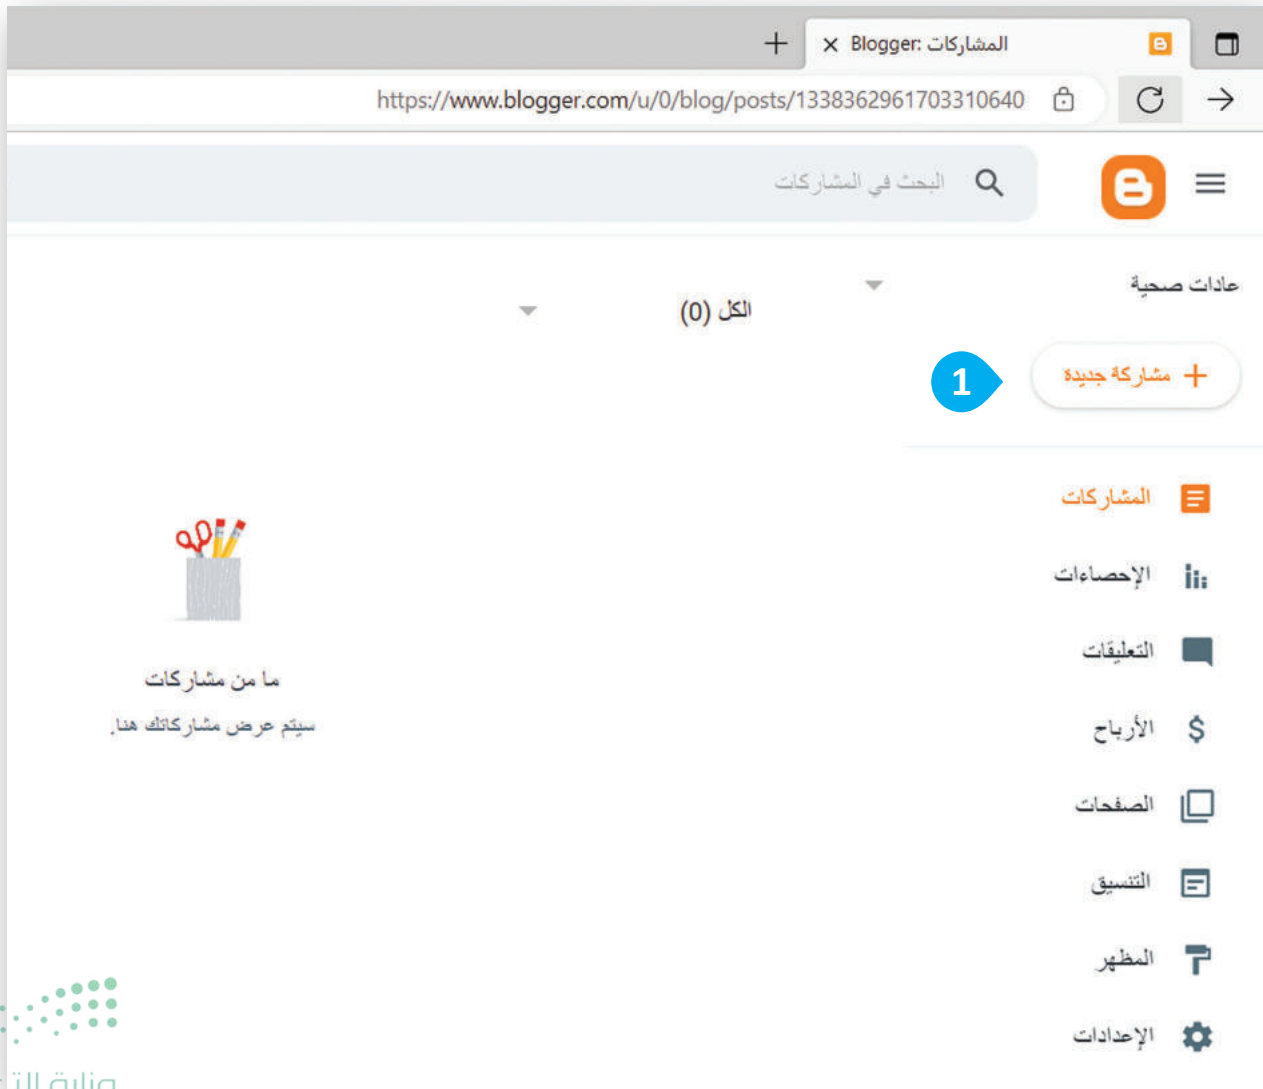 المشاركات :Blogger
https://www.blogger.com/u/0/blog/posts/1338362961703310640
البحث في المشاركات
عادات صحية
الكل (0)
+ مشاركة جديدة
1
المشاركات
الإحصاءات
التعليقات
ما من مشاركات
سيتم عرض مشاركاتك هنا.
الأرباح
الصفحات
التنسيق
المظهر
الإعدادات
وزارة